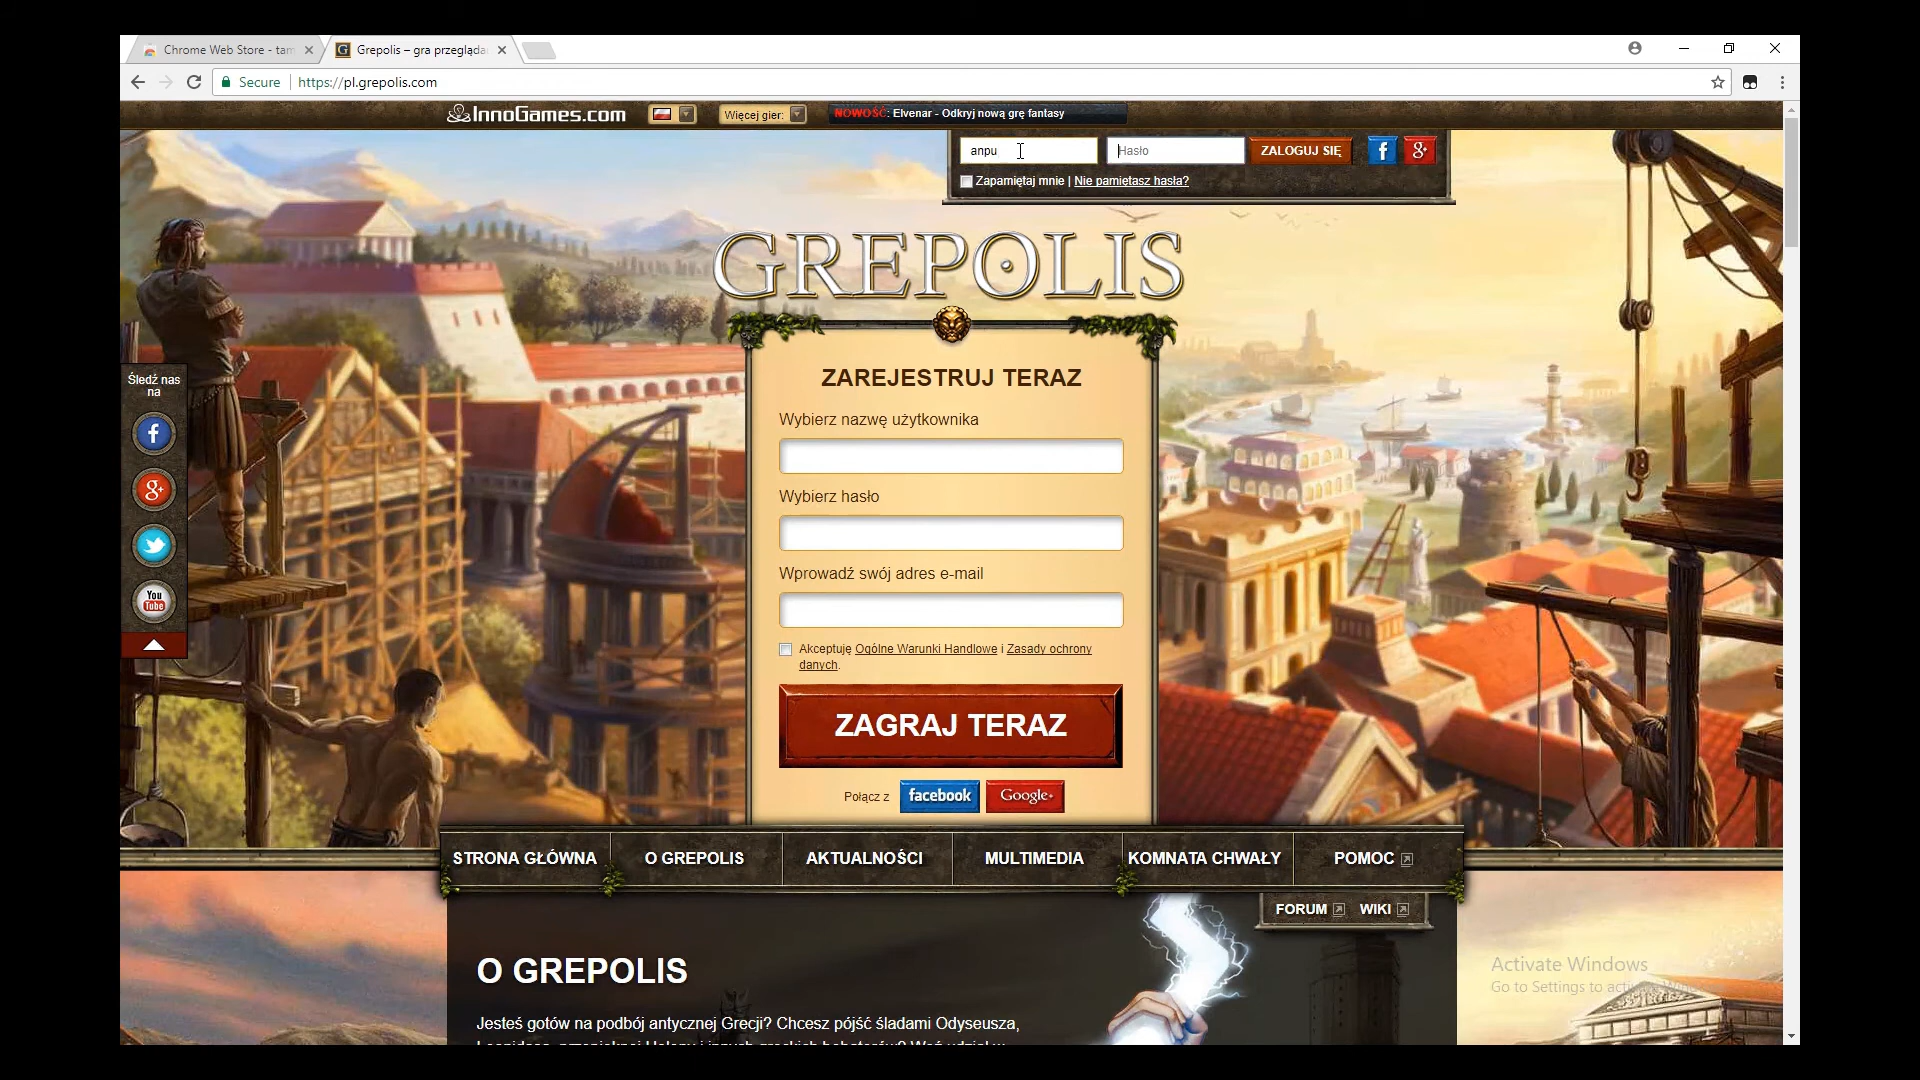 Chrome Web Store - tam
Grepolis – gra przegląda
Secure
https://pl.grepolis.com
InnoGames.com
Więcej gier:
NOWOŚĆ: Elvenar - Odkryj nową grę fantasy
anpu
Hasło
ZALOGUJ SIĘ
Zapamiętaj mnie | Nie pamiętasz hasła?
GREPOLIS
ZAREJESTRUJ TERAZ
Śledź nas
na
You
Tube
Wybierz nazwę użytkownika
Wybierz hasło
Wprowadź swój adres e-mail
Akceptuję Ogólne Warunki Handlowe i Zasady ochrony
danych.
ZAGRAJ TERAZ
Połącz z
facebook
Google+
STRONA GŁÓWNA
O GREPOLIS
AKTUALNOŚCI
MULTIMEDIA
KOMNATA CHWAŁY
POMOC
FORUM
WIKI
O GREPOLIS
Activate Windows
Go to Settings to
Jesteś gotów na podbój antycznej Grecji? Chcesz pójść śladami Odyseusza,